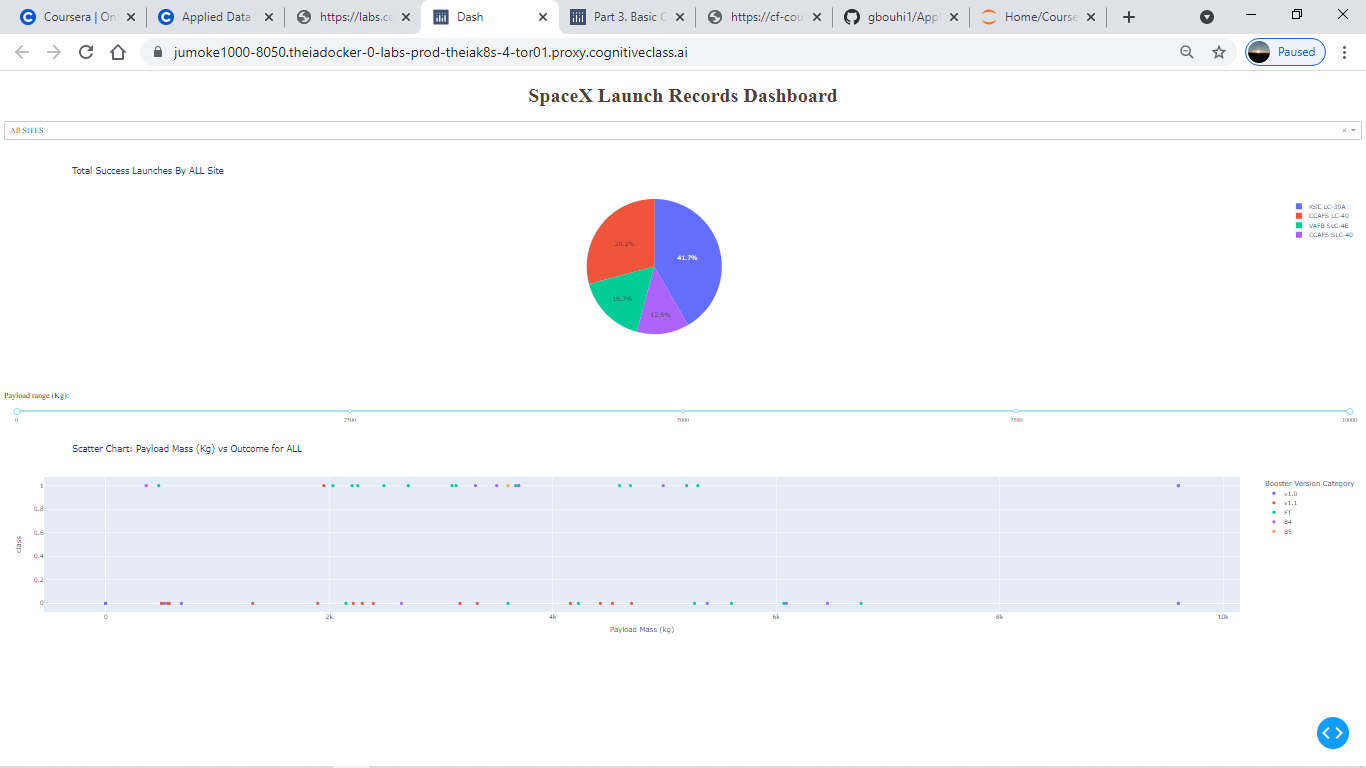 Coursera | Onl
Applied Data
https://labs.co
Dash
Part 3. Basic C
https://cf-cou
gbouhi1/Appl
Home/Course
jumoke1000-8050.theiadocker-0-labs-prod-theiak8s-4-tor01.proxy.cognitiveclass.ai
Paused
SpaceX Launch Records Dashboard
All SITES
Total Success Launches By ALL Site
KSC LC-39A
CCAFS LC-40
VAFB SLC-4E
CCAFS SLC-40
29.2%
41.7%
16.7%
12.5%
Payload range (Kg):
0 2500 5000 7500 10000
Scatter Chart: Payload Mass (Kg) vs Outcome for ALL
Booster Version Category
v1.0
v1.1
FT
B4
B5
class
1
0.8
0.6
0.4
0.2
0
0 2k 4k 6k 8k 10k
Payload Mass (kg)